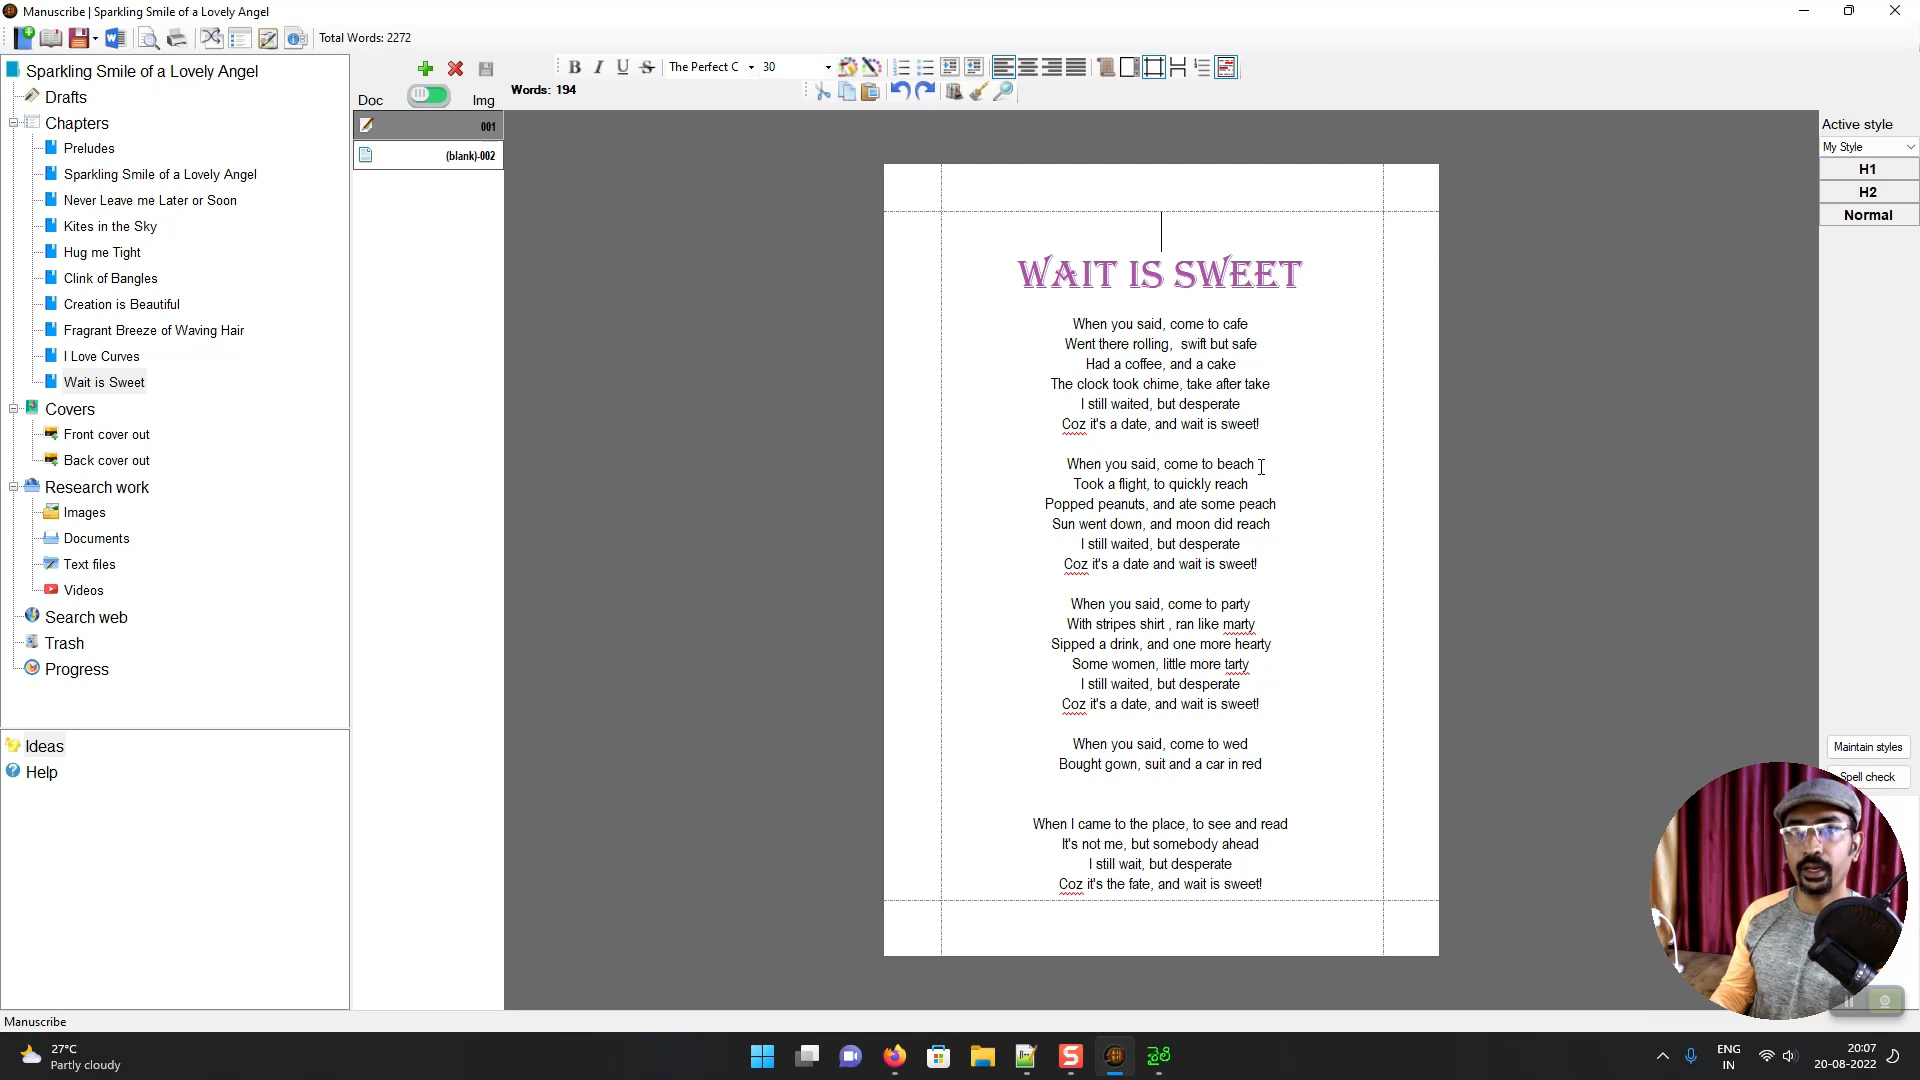 Manuscribe | Sparkling Smile of a Lovely Angel
Total Words: 2272
Sparkling Smile of a Lovely Angel
Drafts
Chapters
Preludes
Sparkling Smile of a Lovely Angel
Never Leave me Later or Soon
Kites in the Sky
Hug me Tight
Clink of Bangles
Creation is Beautiful
Fragrant Breeze of Waving Hair
I Love Curves
Wait is Sweet
Covers
Front cover out
Back cover out
Research work
Images
Documents
Text files
Videos
Search web
Trash
Progress
Ideas
Help
Doc
Img
001
(blank)-002
B I U S The Perfect C 30
Words: 194
WAIT IS SWEET
When you said, come to cafe
Went there rolling,  swift but safe
Had a coffee, and a cake
The clock took chime, take after take
I still waited, but desperate
Coz it's a date, and wait is sweet!
When you said, come to beach
Took a flight, to quickly reach
Popped peanuts, and ate some peach
Sun went down, and moon did reach
I still waited, but desperate
Coz it's a date and wait is sweet!
When you said, come to party
With stripes shirt , ran like marty
Sipped a drink, and one more hearty
Some women, little more tarty
I still waited, but desperate
Coz it's a date, and wait is sweet!
When you said, come to wed
Bought gown, suit and a car in red
When I came to the place, to see and read
It's not me, but somebody ahead
I still wait, but desperate
Coz it's the fate, and wait is sweet!
Active style
My Style
H1
H2
Normal
Maintain styles
Spell check
Manuscribe
27°C
Partly cloudy
S
శైలి
ENG
IN
20:07
20-08-2022